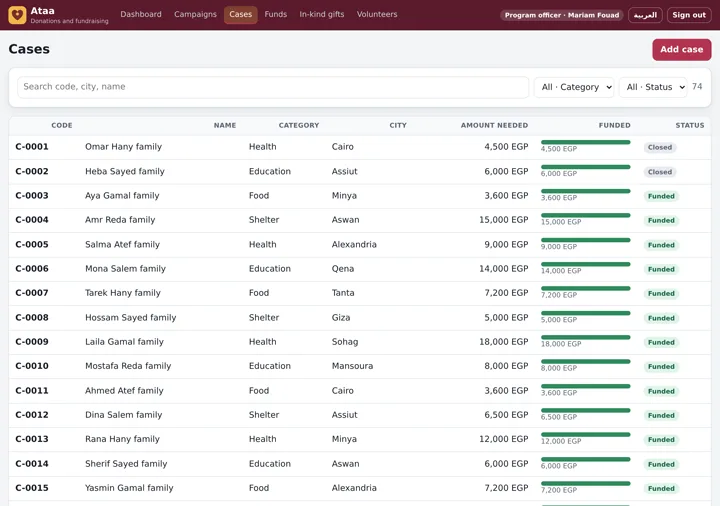 Ataa
Donations and fundraising
Dashboard Campaigns Cases Funds In-kind gifts Volunteers
Program officer · Mariam Fouad العربية Sign out
Cases
Add case
Search code, city, name All · Category All · Status 74
CODE NAME CATEGORY CITY AMOUNT NEEDED FUNDED STATUS
C-0001 Omar Hany family Health Cairo 4,500 EGP 4,500 EGP Closed
C-0002 Heba Sayed family Education Assiut 6,000 EGP 6,000 EGP Closed
C-0003 Aya Gamal family Food Minya 3,600 EGP 3,600 EGP Funded
C-0004 Amr Reda family Shelter Aswan 15,000 EGP 15,000 EGP Funded
C-0005 Salma Atef family Health Alexandria 9,000 EGP 9,000 EGP Funded
C-0006 Mona Salem family Education Qena 14,000 EGP 14,000 EGP Funded
C-0007 Tarek Hany family Food Tanta 7,200 EGP 7,200 EGP Funded
C-0008 Hossam Sayed family Shelter Giza 5,000 EGP 5,000 EGP Funded
C-0009 Laila Gamal family Health Sohag 18,000 EGP 18,000 EGP Funded
C-0010 Mostafa Reda family Education Mansoura 8,000 EGP 8,000 EGP Funded
C-0011 Ahmed Atef family Food Cairo 3,600 EGP 3,600 EGP Funded
C-0012 Dina Salem family Shelter Assiut 6,500 EGP 6,500 EGP Funded
C-0013 Rana Hany family Health Minya 12,000 EGP 12,000 EGP Funded
C-0014 Sherif Sayed family Education Aswan 6,000 EGP 6,000 EGP Funded
C-0015 Yasmin Gamal family Food Alexandria 7,200 EGP 7,200 EGP Funded